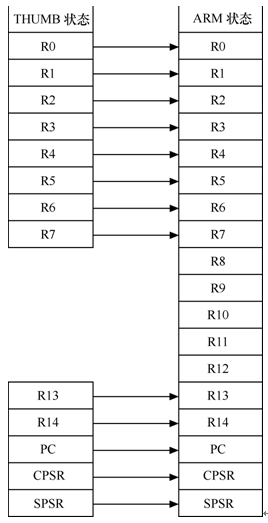 THUMB 状态 ARM 状态
R0 R0
R1 R1
R2 R2
R3 R3
R4 R4
R5 R5
R6 R6
R7 R7
R8
R9
R10
R11
R12
R13 R13
R14 R14
PC PC
CPSR CPSR
SPSR SPSR